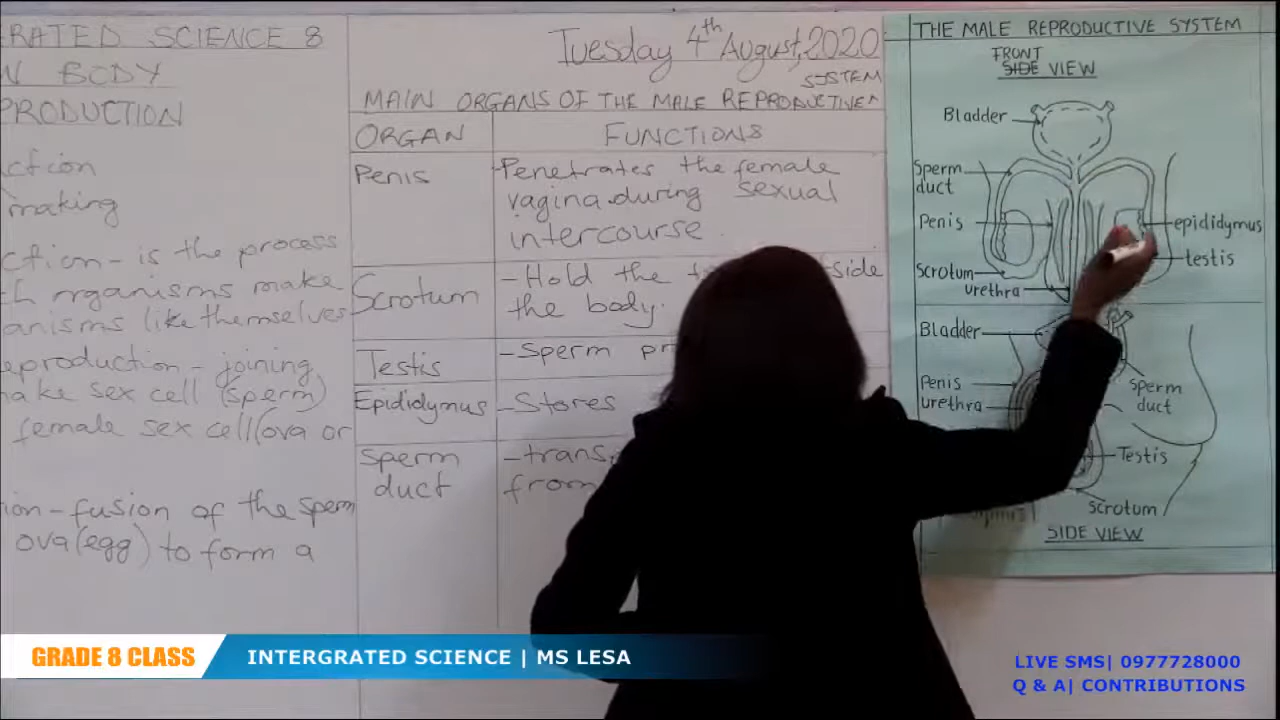 RATED SCIENCE 8
N BODY
PRODUCTION
ction
making
ction - is the process
ch organisms make
anisms like themselves
eproduction - joining
ake sex cell (sperm)
female sex cell (ova or
ion - fusion of the sperm
ova (egg) to form a
Tuesday 4th August, 2020
MAIN ORGANS OF THE MALE REPRODUCTIVE SYSTEM
ORGAN FUNCTIONS
Penis - Penetrates the female
vagina during sexual
intercourse.
Scrotum - Hold the side
the body.
Testis - Sperm pr
Epididymus - Stores
Sperm - trans
duct from
THE MALE REPRODUCTIVE SYSTEM
FRONT
SIDE VIEW
Bladder
Sperm
duct
Penis
epididymus
testis
Scrotum
urethra
Bladder
Penis
urethra
Sperm
duct
Testis
Scrotum
SIDE VIEW
GRADE 8 CLASS
INTERGRATED SCIENCE | MS LESA
LIVE SMS| 0977728000
Q & A| CONTRIBUTIONS